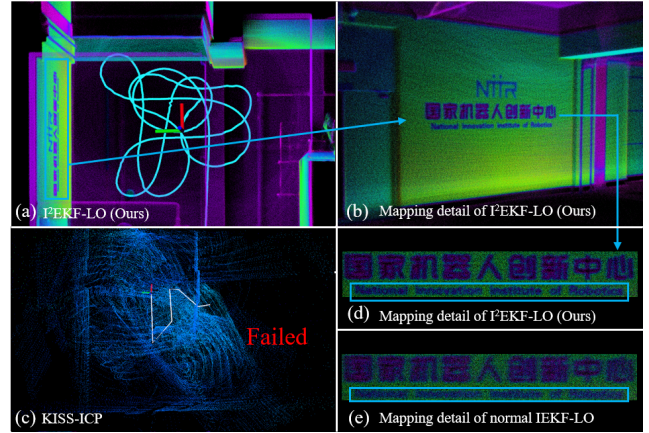 NIIR
国家机器人创新中心
National Innovation Institute of Robotics
(a) I²EKF-LO (Ours)
(b) Mapping detail of I²EKF-LO (Ours)
国家机器人创新中心
National Innovation Institute of Robotics
(d) Mapping detail of I²EKF-LO (Ours)
Failed
(c) KISS-ICP
国家机器人创新中心
(e) Mapping detail of normal IEKF-LO